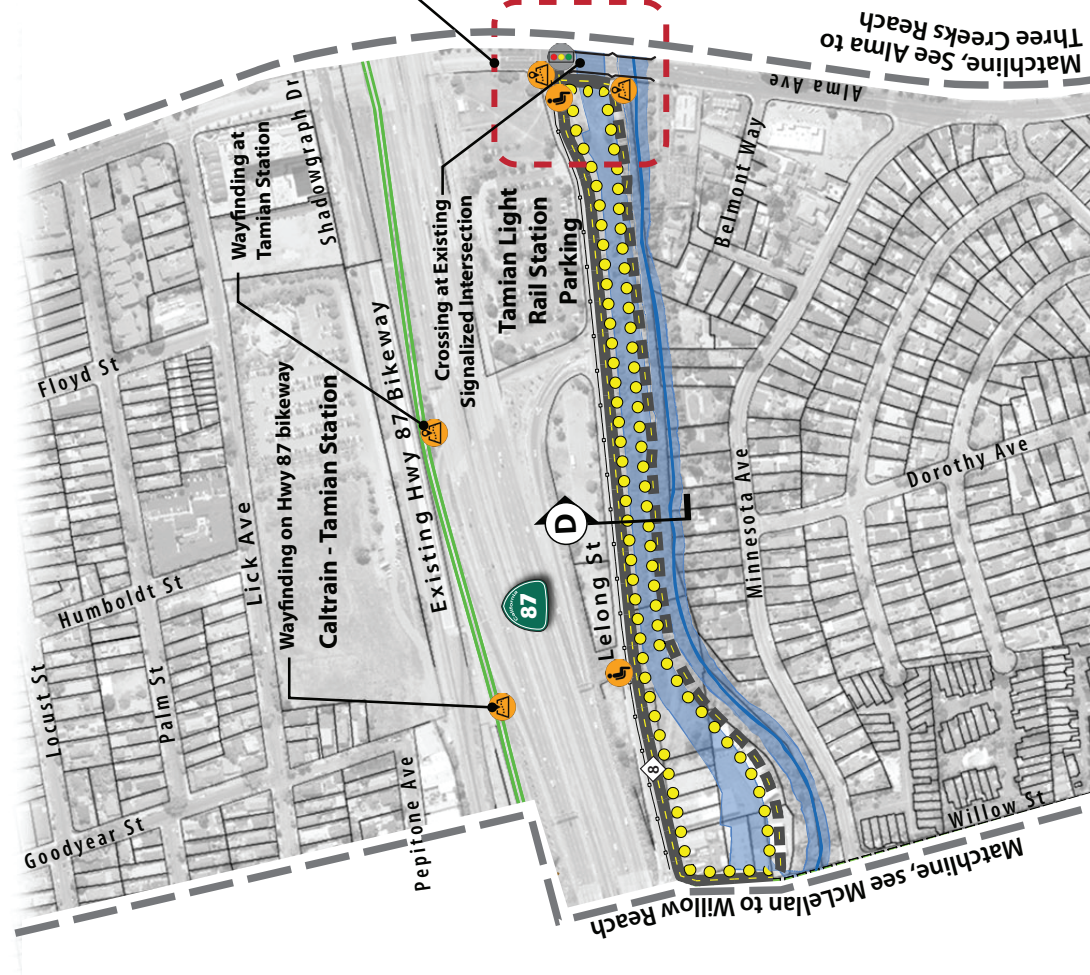 Matchline, See Alma to
Three Creeks Reach
Alma Ave
Shadowgraph Dr
Wayfinding at
Tamian Station
Belmont Way
Crossing at Existing
Signalized Intersection
Tamian Light
Rail Station
Parking
Floyd St
Existing Hwy 87 Bikeway
Wayfinding on Hwy 87 bikeway
Caltrain - Tamian Station
Dorothy Ave
Minnesota Ave
Lick Ave
D
Humboldt St
California
87
Lelong St
Locust St
Palm St
8
Goodyear St
Pepitone Ave
Willow St
Matchline, see McLellan to Willow Reach